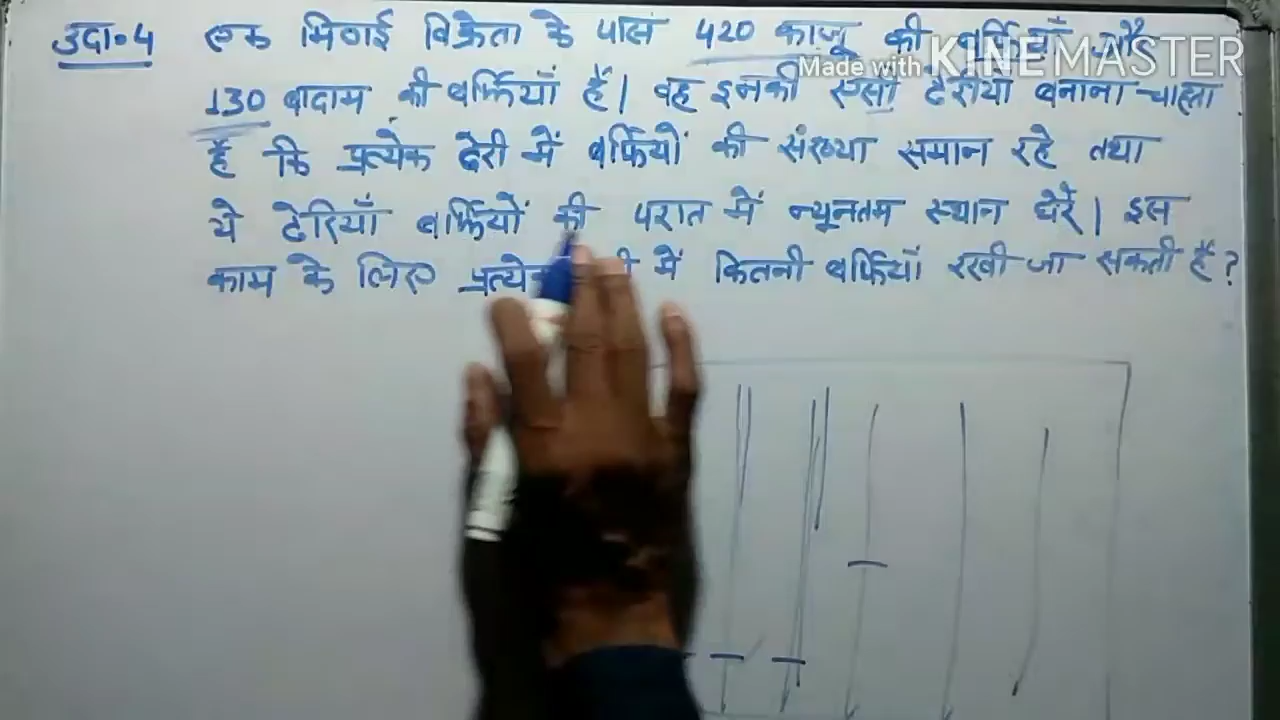 उदा॰4 एक मिठाई विक्रेता के पास 420 काजू की बर्फियाँ और
Made with KINEMASTER
130 बादाम की बर्फियाँ हैं। वह इनकी ऐसी ढेरियाँ बनाना चाहता
है कि प्रत्येक ढेरी में बर्फियों की संख्या समान रहे तथा
ये ढेरियाँ बर्फियों की परात में न्यूनतम स्थान घेरें। इस
काम के लिए में कितनी बर्फियाँ रखी जा सकती हैं?